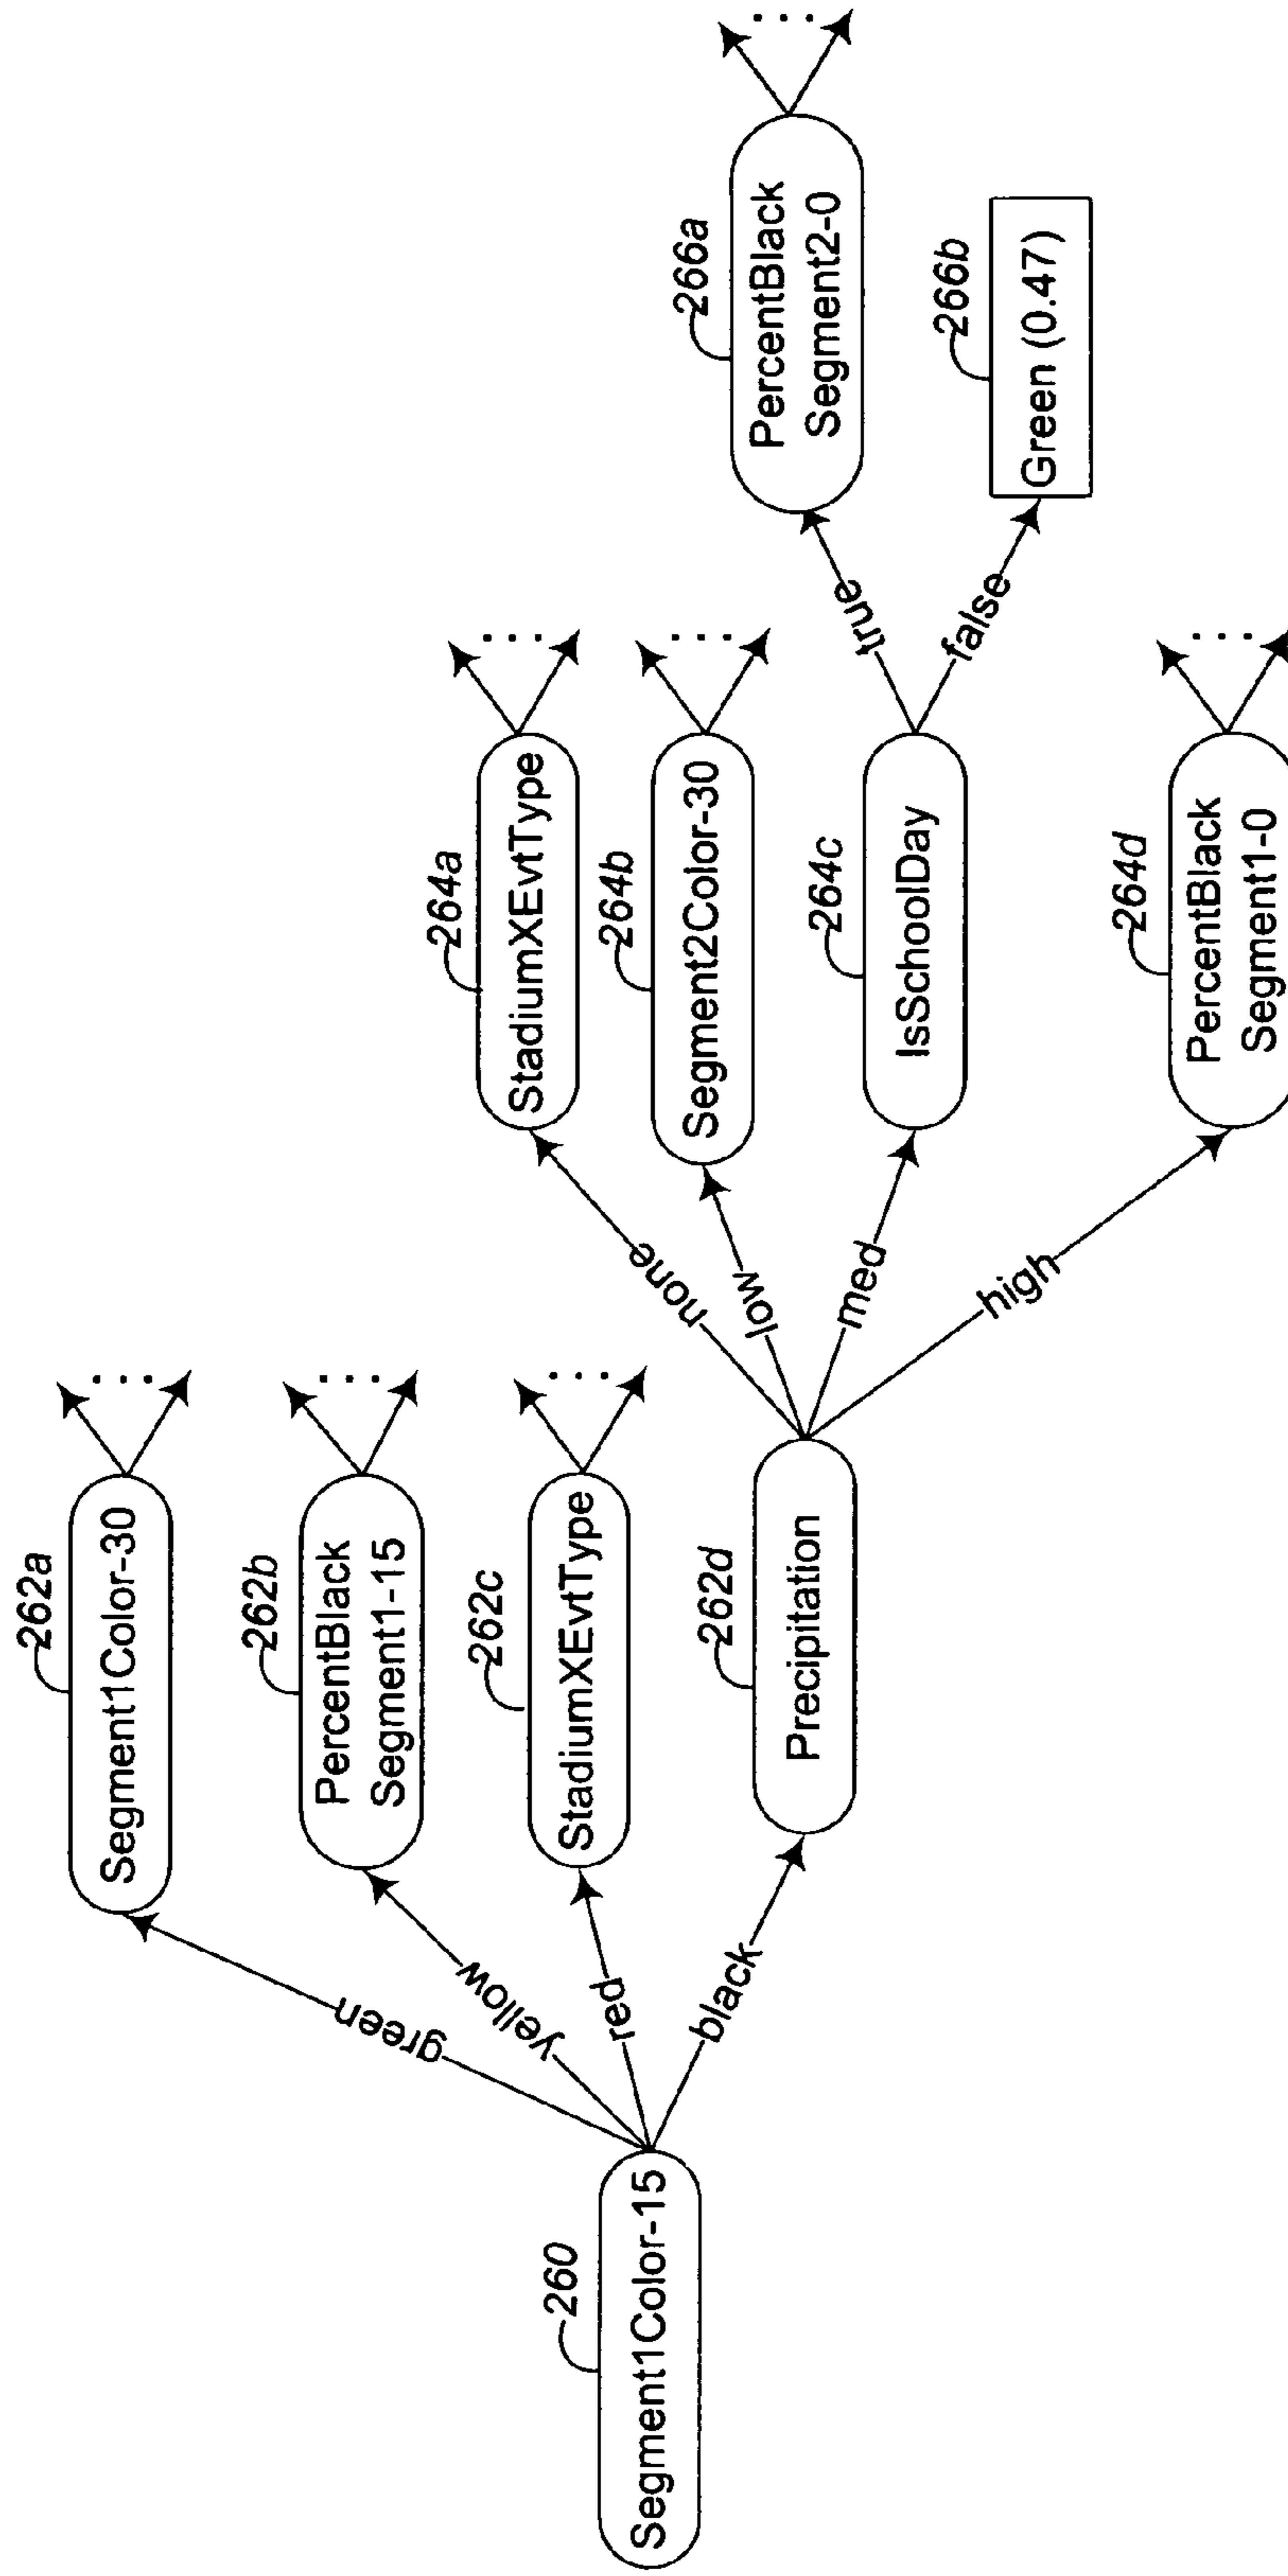 260
Segment1Color-15
green
yellow
red
black
262a
Segment1Color-30
...
262b
PercentBlack
Segment1-15
...
262c
StadiumXEvtType
...
262d
Precipitation
none
low
med
high
264a
StadiumXEvtType
...
264b
Segment2Color-30
...
264c
IsSchoolDay
264d
PercentBlack
Segment1-0
...
true
false
266a
PercentBlack
Segment2-0
...
266b
Green (0.47)